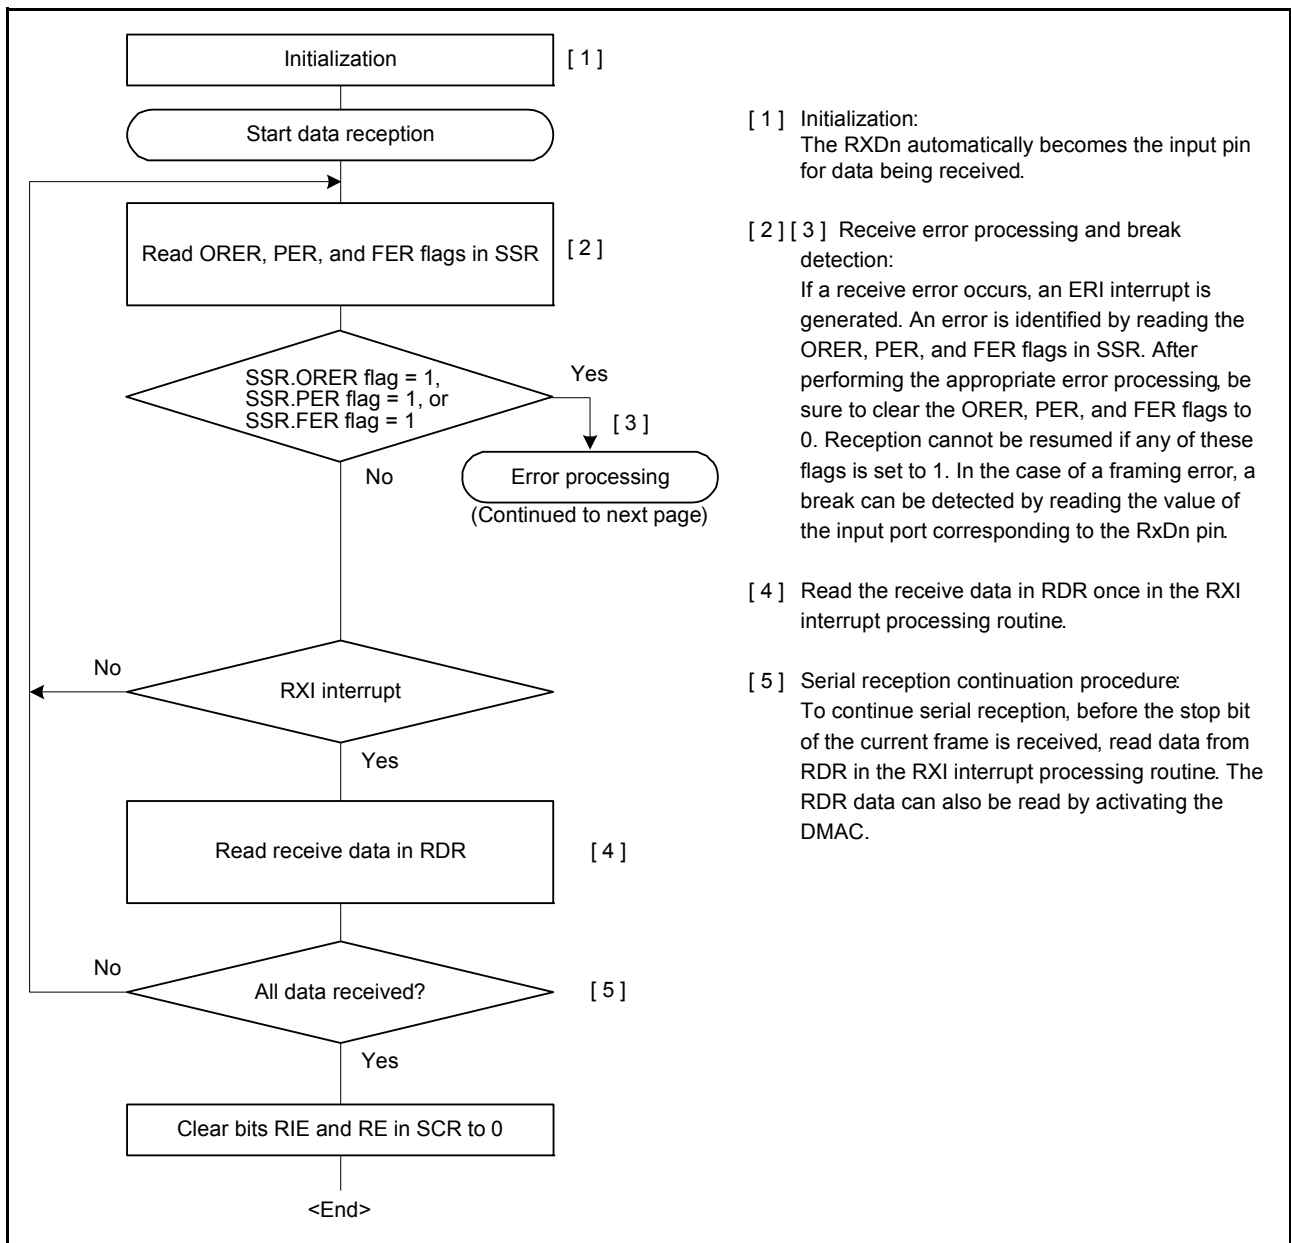 Initialization
[ 1 ]
Start data reception
Read ORER, PER, and FER flags in SSR
[ 2 ]
SSR.ORER flag = 1,
SSR.PER flag = 1, or
SSR.FER flag = 1
Yes
[ 3 ]
No
Error processing
(Continued to next page)
No
RXI interrupt
Yes
Read receive data in RDR
[ 4 ]
No
All data received?
[ 5 ]
Yes
Clear bits RIE and RE in SCR to 0
<End>
[ 1 ] Initialization:
The RXDn automatically becomes the input pin
for data being received.
[ 2 ] [ 3 ] Receive error processing and break
detection:
If a receive error occurs, an ERI interrupt is
generated. An error is identified by reading the
ORER, PER, and FER flags in SSR. After
performing the appropriate error processing, be
sure to clear the ORER, PER, and FER flags to
0. Reception cannot be resumed if any of these
flags is set to 1. In the case of a framing error, a
break can be detected by reading the value of
the input port corresponding to the RxDn pin.
[ 4 ] Read the receive data in RDR once in the RXI
interrupt processing routine.
[ 5 ] Serial reception continuation procedure:
To continue serial reception, before the stop bit
of the current frame is received, read data from
RDR in the RXI interrupt processing routine. The
RDR data can also be read by activating the
DMAC.